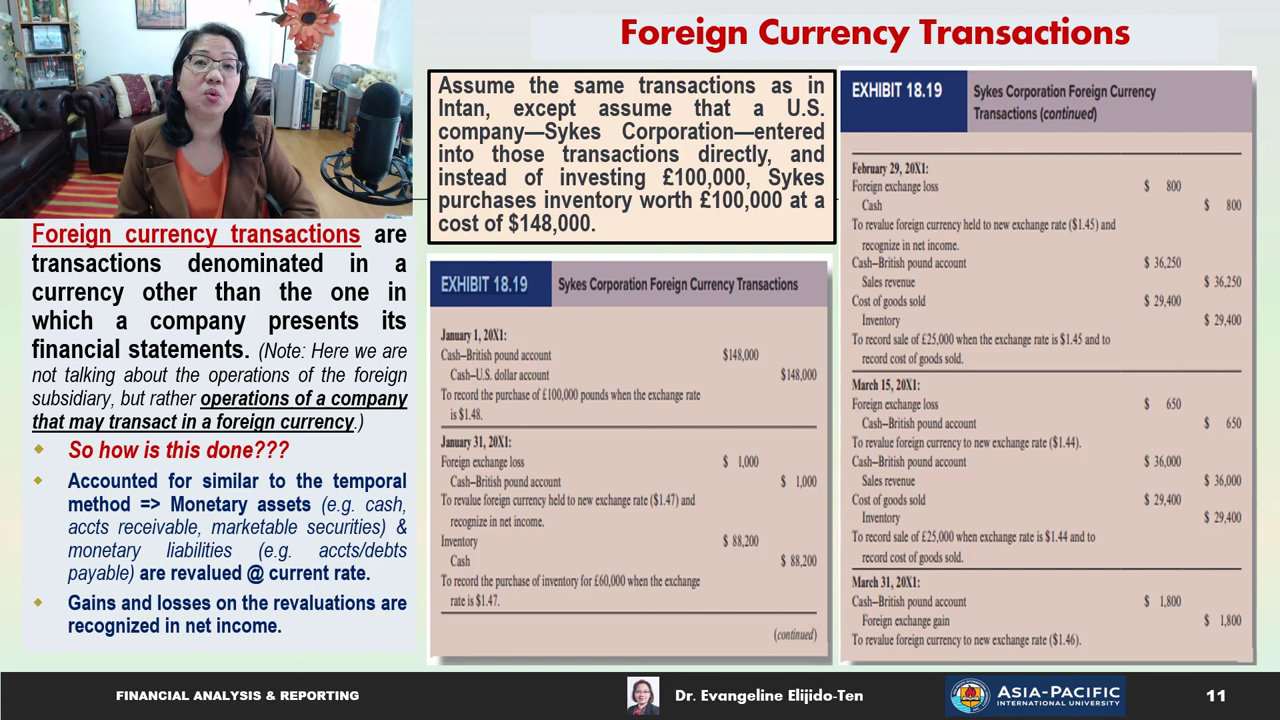 Foreign Currency Transactions
Foreign currency transactions are
transactions denominated in a
currency other than the one in
which a company presents its
financial statements. (Note: Here we are
not talking about the operations of the foreign
subsidiary, but rather operations of a company
that may transact in a foreign currency.)
So how is this done???
Accounted for similar to the temporal
method => Monetary assets (e.g. cash,
accts receivable, marketable securities) &
monetary liabilities (e.g. accts/debts
payable) are revalued @ current rate.
Gains and losses on the revaluations are
recognized in net income.
Assume the same transactions as in
Intan, except assume that a U.S.
company—Sykes Corporation—entered
into those transactions directly, and
instead of investing £100,000, Sykes
purchases inventory worth £100,000 at a
cost of $148,000.
EXHIBIT 18.19 Sykes Corporation Foreign Currency Transactions
January 1, 20X1:
Cash–British pound account $148,000
Cash–U.S. dollar account $148,000
To record the purchase of £100,000 pounds when the exchange rate
is $1.48.
January 31, 20X1:
Foreign exchange loss $ 1,000
Cash–British pound account $ 1,000
To revalue foreign currency held to new exchange rate ($1.47) and
recognize in net income.
Inventory $ 88,200
Cash $ 88,200
To record the purchase of inventory for £60,000 when the exchange
rate is $1.47.
(continued)
EXHIBIT 18.19 Sykes Corporation Foreign Currency
Transactions (continued)
February 29, 20X1:
Foreign exchange loss $ 800
Cash $ 800
To revalue foreign currency held to new exchange rate ($1.45) and
recognize in net income.
Cash–British pound account $ 36,250
Sales revenue $ 36,250
Cost of goods sold $ 29,400
Inventory $ 29,400
To record sale of £25,000 when the exchange rate is $1.45 and to
record cost of goods sold.
March 15, 20X1:
Foreign exchange loss $ 650
Cash–British pound account $ 650
To revalue foreign currency to new exchange rate ($1.44).
Cash–British pound account $ 36,000
Sales revenue $ 36,000
Cost of goods sold $ 29,400
Inventory $ 29,400
To record sale of £25,000 when exchange rate is $1.44 and to
record cost of goods sold.
March 31, 20X1:
Cash–British pound account $ 1,800
Foreign exchange gain $ 1,800
To revalue foreign currency to new exchange rate ($1.46).
FINANCIAL ANALYSIS & REPORTING
Dr. Evangeline Elijido-Ten
ASIA-PACIFIC
INTERNATIONAL UNIVERSITY
11